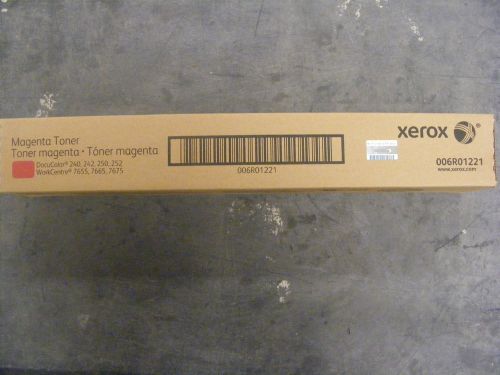 Magenta Toner
Toner magenta • Tóner magenta
DocuColor® 240, 242, 250, 252
WorkCentre® 7655, 7665, 7675
006R01221
xerox
006R01221
www.xerox.com